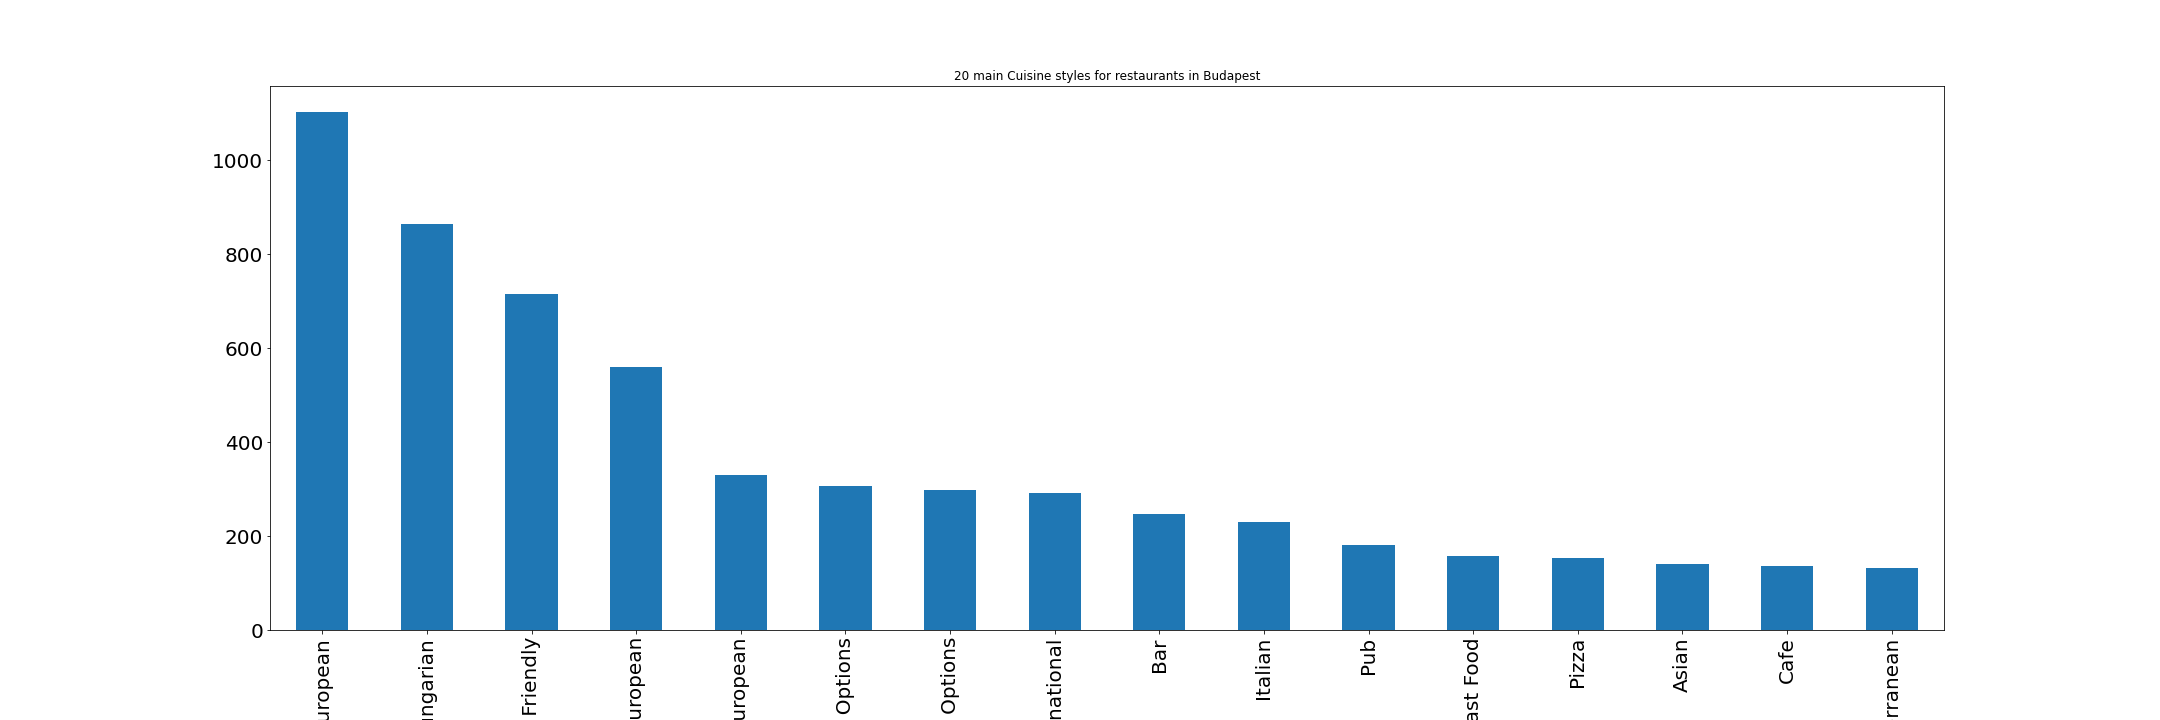 20 main Cuisine styles for restaurants in Budapest
1000
800
600
400
200
0
uropean
ngarian
Friendly
uropean
uropean
Options
Options
national
Bar
Italian
Pub
ast Food
Pizza
Asian
Cafe
rranean